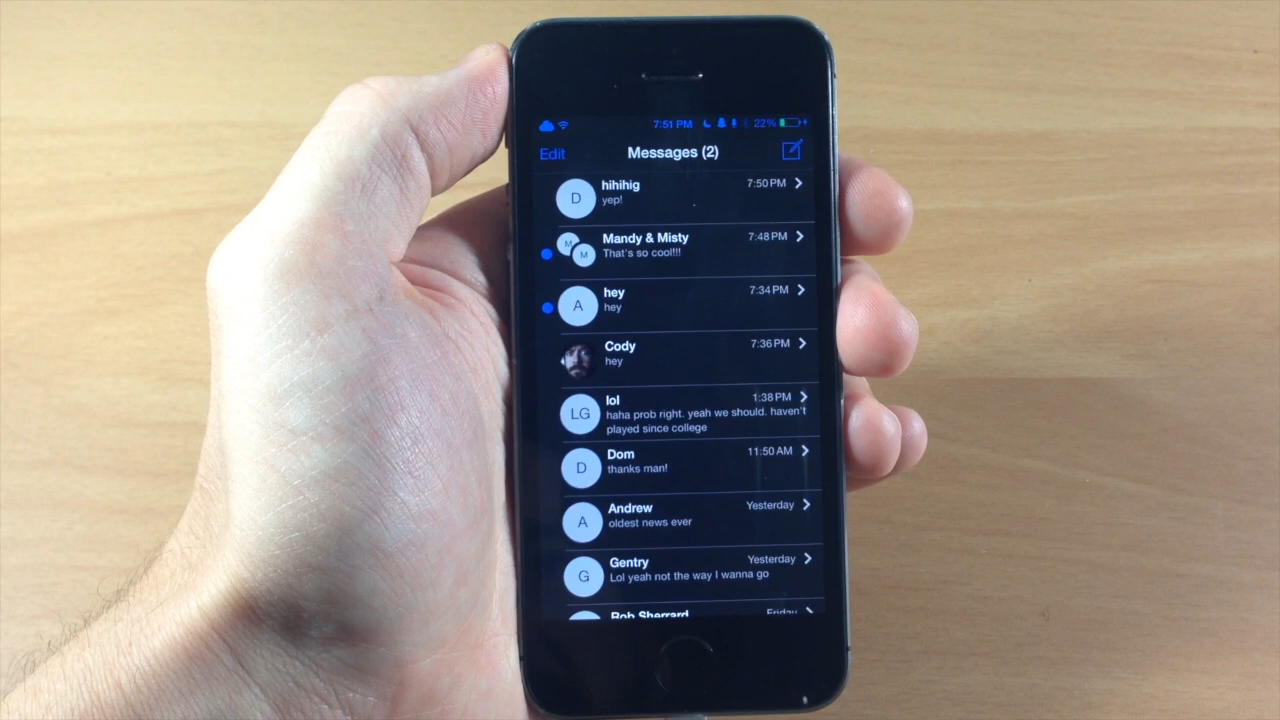 7:51 PM 22%
Edit Messages (2)
D hihihig 7:50 PM
yep!
M Mandy & Misty 7:48 PM
M That's so cool!!!
A hey 7:34 PM
hey
Cody 7:36 PM
hey
LG lol 1:38 PM
haha prob right. yeah we should. haven't
played since college
D Dom 11:50 AM
thanks man!
A Andrew Yesterday
oldest news ever
G Gentry Yesterday
Lol yeah not the way I wanna go
Rob Sherrard Friday